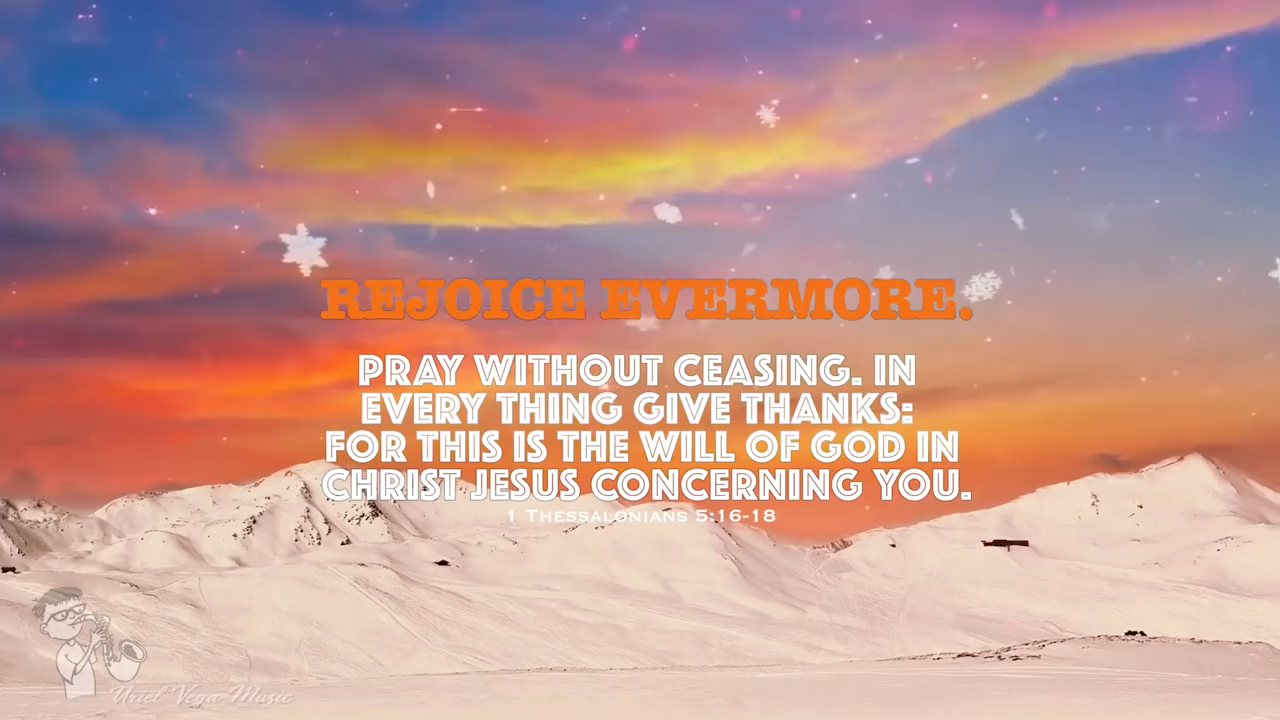 REJOICE EVERMORE.
PRAY WITHOUT CEASING. IN
EVERY THING GIVE THANKS:
FOR THIS IS THE WILL OF GOD IN
CHRIST JESUS CONCERNING YOU.
1 THESSALONIANS 5:16-18
Uriel Vega Music